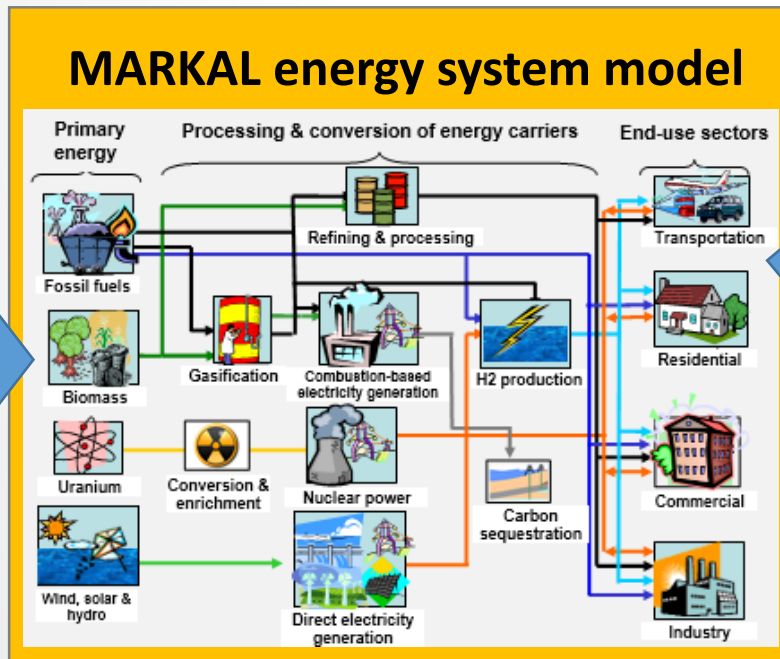 MARKAL energy system model
Primary
energy
Processing & conversion of energy carriers
End-use sectors
Refining & processing
Transportation
Fossil fuels
Gasification
Combustion-based
electricity generation
H2 production
Residential
Biomass
Uranium
Conversion &
enrichment
Nuclear power
Carbon
sequestration
Commercial
Wind, solar &
hydro
Direct electricity
generation
Industry